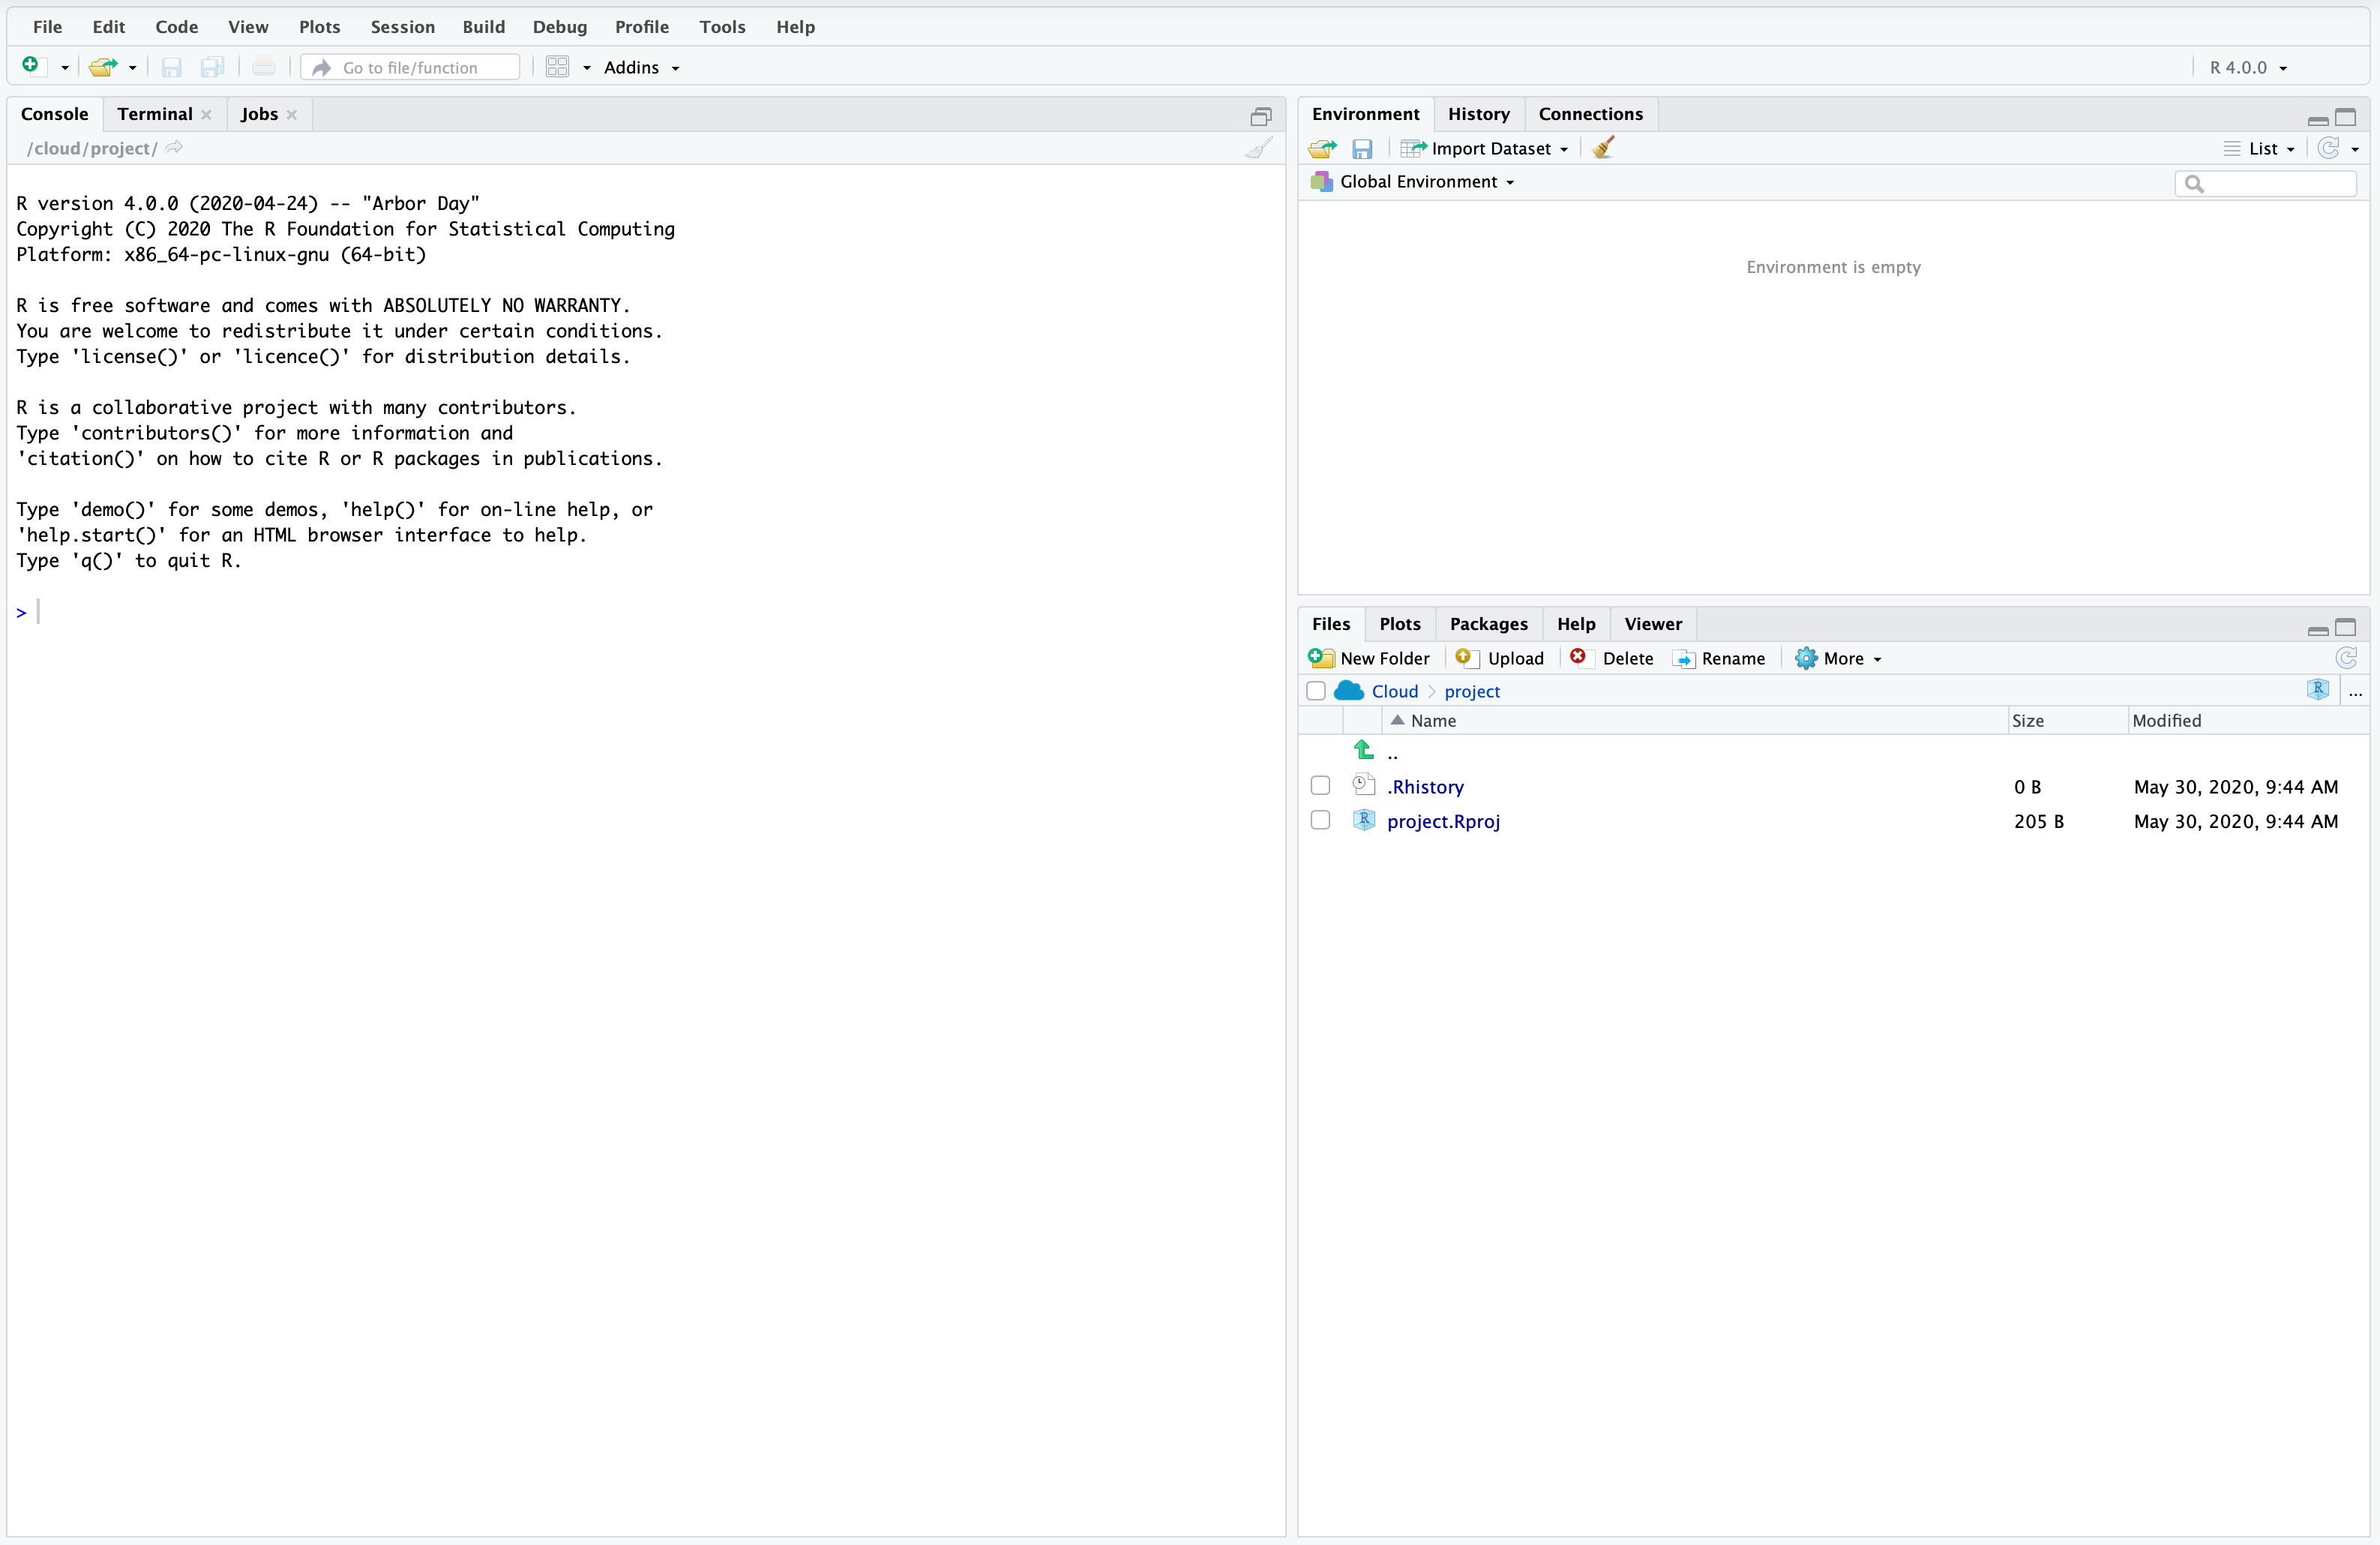 File Edit Code View Plots Session Build Debug Profile Tools Help
Go to file/function Addins R 4.0.0
Console Terminal Jobs
/cloud/project/
R version 4.0.0 (2020-04-24) -- "Arbor Day"
Copyright (C) 2020 The R Foundation for Statistical Computing
Platform: x86_64-pc-linux-gnu (64-bit)
R is free software and comes with ABSOLUTELY NO WARRANTY.
You are welcome to redistribute it under certain conditions.
Type 'license()' or 'licence()' for distribution details.
R is a collaborative project with many contributors.
Type 'contributors()' for more information and
'citation()' on how to cite R or R packages in publications.
Type 'demo()' for some demos, 'help()' for on-line help, or
'help.start()' for an HTML browser interface to help.
Type 'q()' to quit R.
>
Environment History Connections
Import Dataset List
Global Environment
Environment is empty
Files Plots Packages Help Viewer
New Folder Upload Delete Rename More
Cloud project R ...
Name Size Modified
..
.Rhistory 0 B May 30, 2020, 9:44 AM
R project.Rproj 205 B May 30, 2020, 9:44 AM